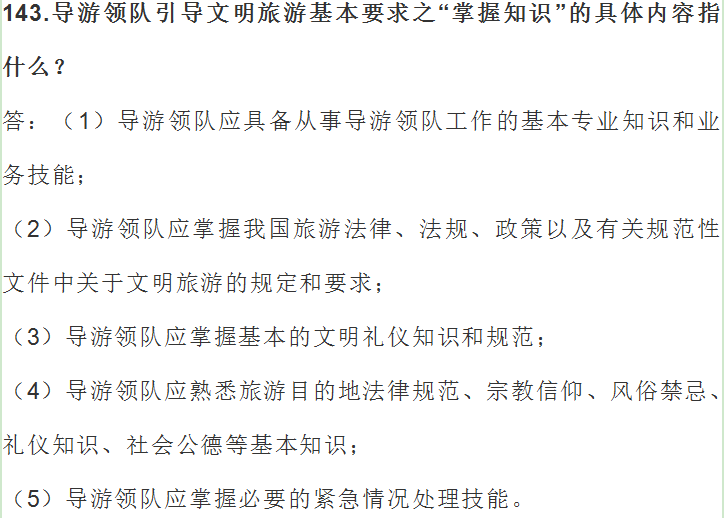 143.导游领队引导文明旅游基本要求之“掌握知识”的具体内容指
什么？
答：（1）导游领队应具备从事导游领队工作的基本专业知识和业
务技能；
（2）导游领队应掌握我国旅游法律、法规、政策以及有关规范性
文件中关于文明旅游的规定和要求；
（3）导游领队应掌握基本的文明礼仪知识和规范；
（4）导游领队应熟悉旅游目的地法律规范、宗教信仰、风俗禁忌、
礼仪知识、社会公德等基本知识；
（5）导游领队应掌握必要的紧急情况处理技能。